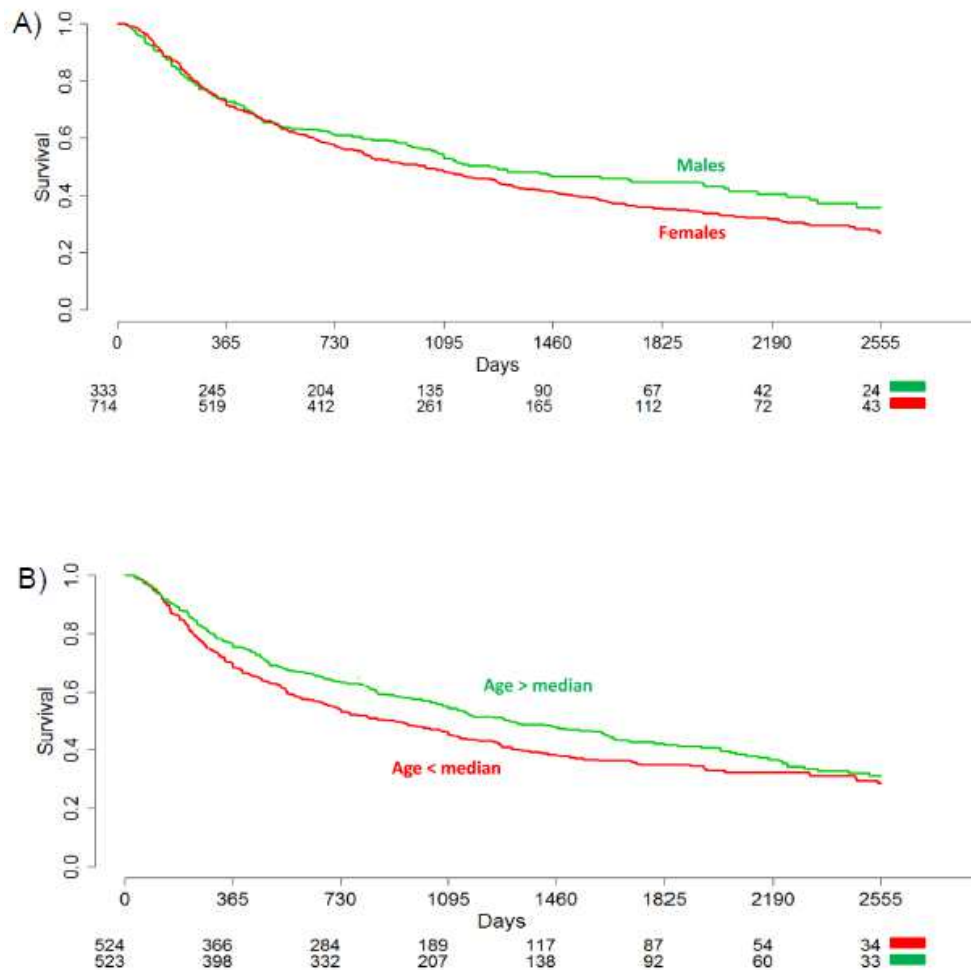 A)
1.0
0.8
0.6
0.4
0.2
0.0
Survival
Males
Females
0 365 730 1095 1460 1825 2190 2555
Days
333 245 204 135 90 67 42 24
714 519 412 261 165 112 72 43
B)
1.0
0.8
0.6
0.4
0.2
0.0
Survival
Age > median
Age < median
0 365 730 1095 1460 1825 2190 2555
Days
524 366 284 189 117 87 54 34
523 398 332 207 138 92 60 33